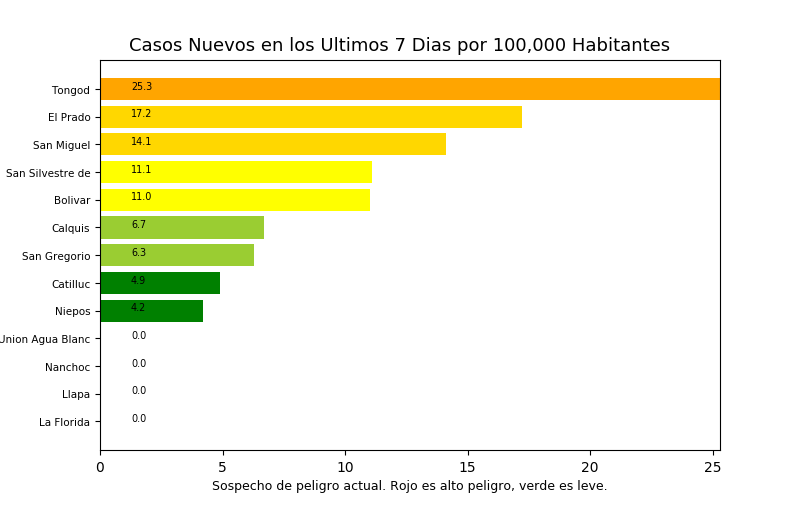 Casos Nuevos en los Ultimos 7 Dias por 100,000 Habitantes
Tongod 25.3
El Prado 17.2
San Miguel 14.1
San Silvestre de 11.1
Bolivar 11.0
Calquis 6.7
San Gregorio 6.3
Catilluc 4.9
Niepos 4.2
Union Agua Blanc 0.0
Nanchoc 0.0
Llapa 0.0
La Florida 0.0
0 5 10 15 20 25
Sospecho de peligro actual. Rojo es alto peligro, verde es leve.